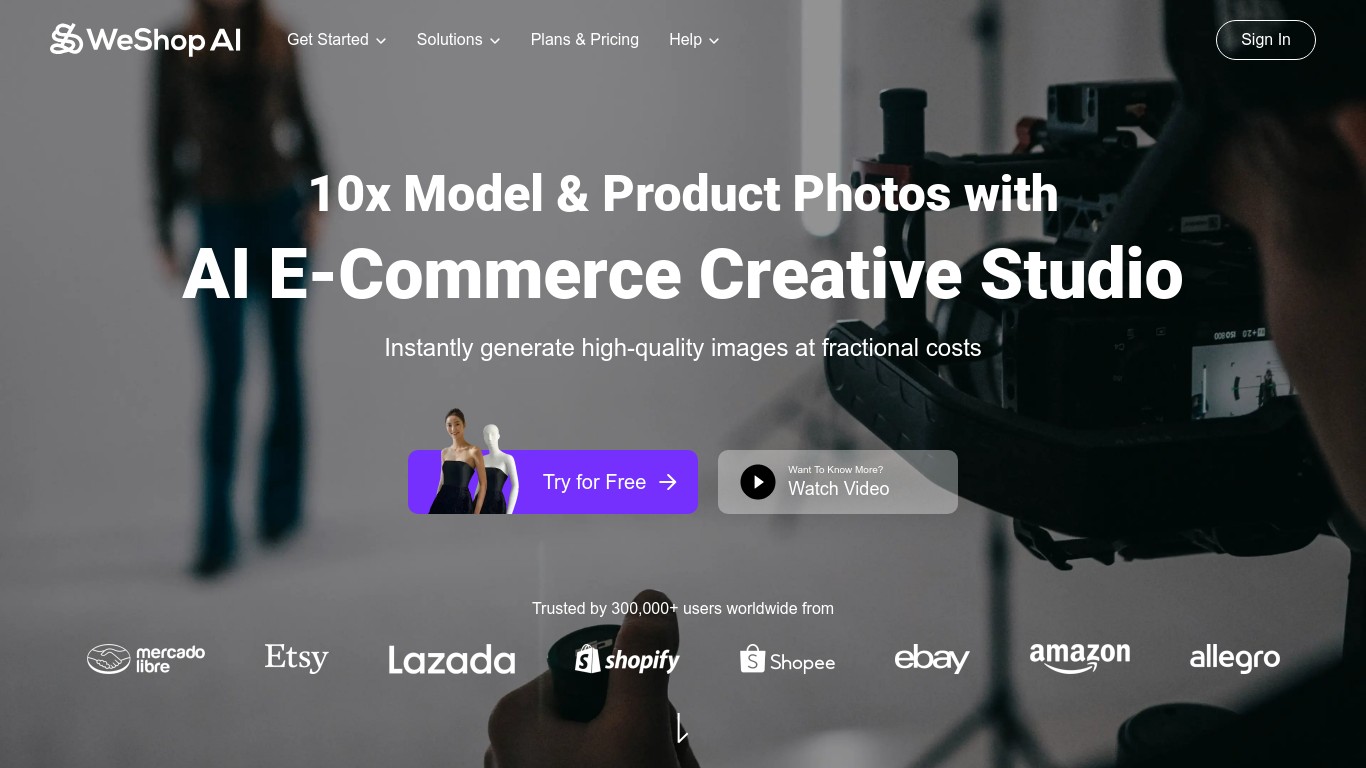 WeShop AI
Get Started
Solutions
Plans & Pricing
Help
Sign In
10x Model & Product Photos with
AI E-Commerce Creative Studio
Instantly generate high-quality images at fractional costs
Try for Free
Want To Know More?
Watch Video
Trusted by 300,000+ users worldwide from
mercado
libre
Etsy
Lazada
shopify
Shopee
ebay
amazon
allegro